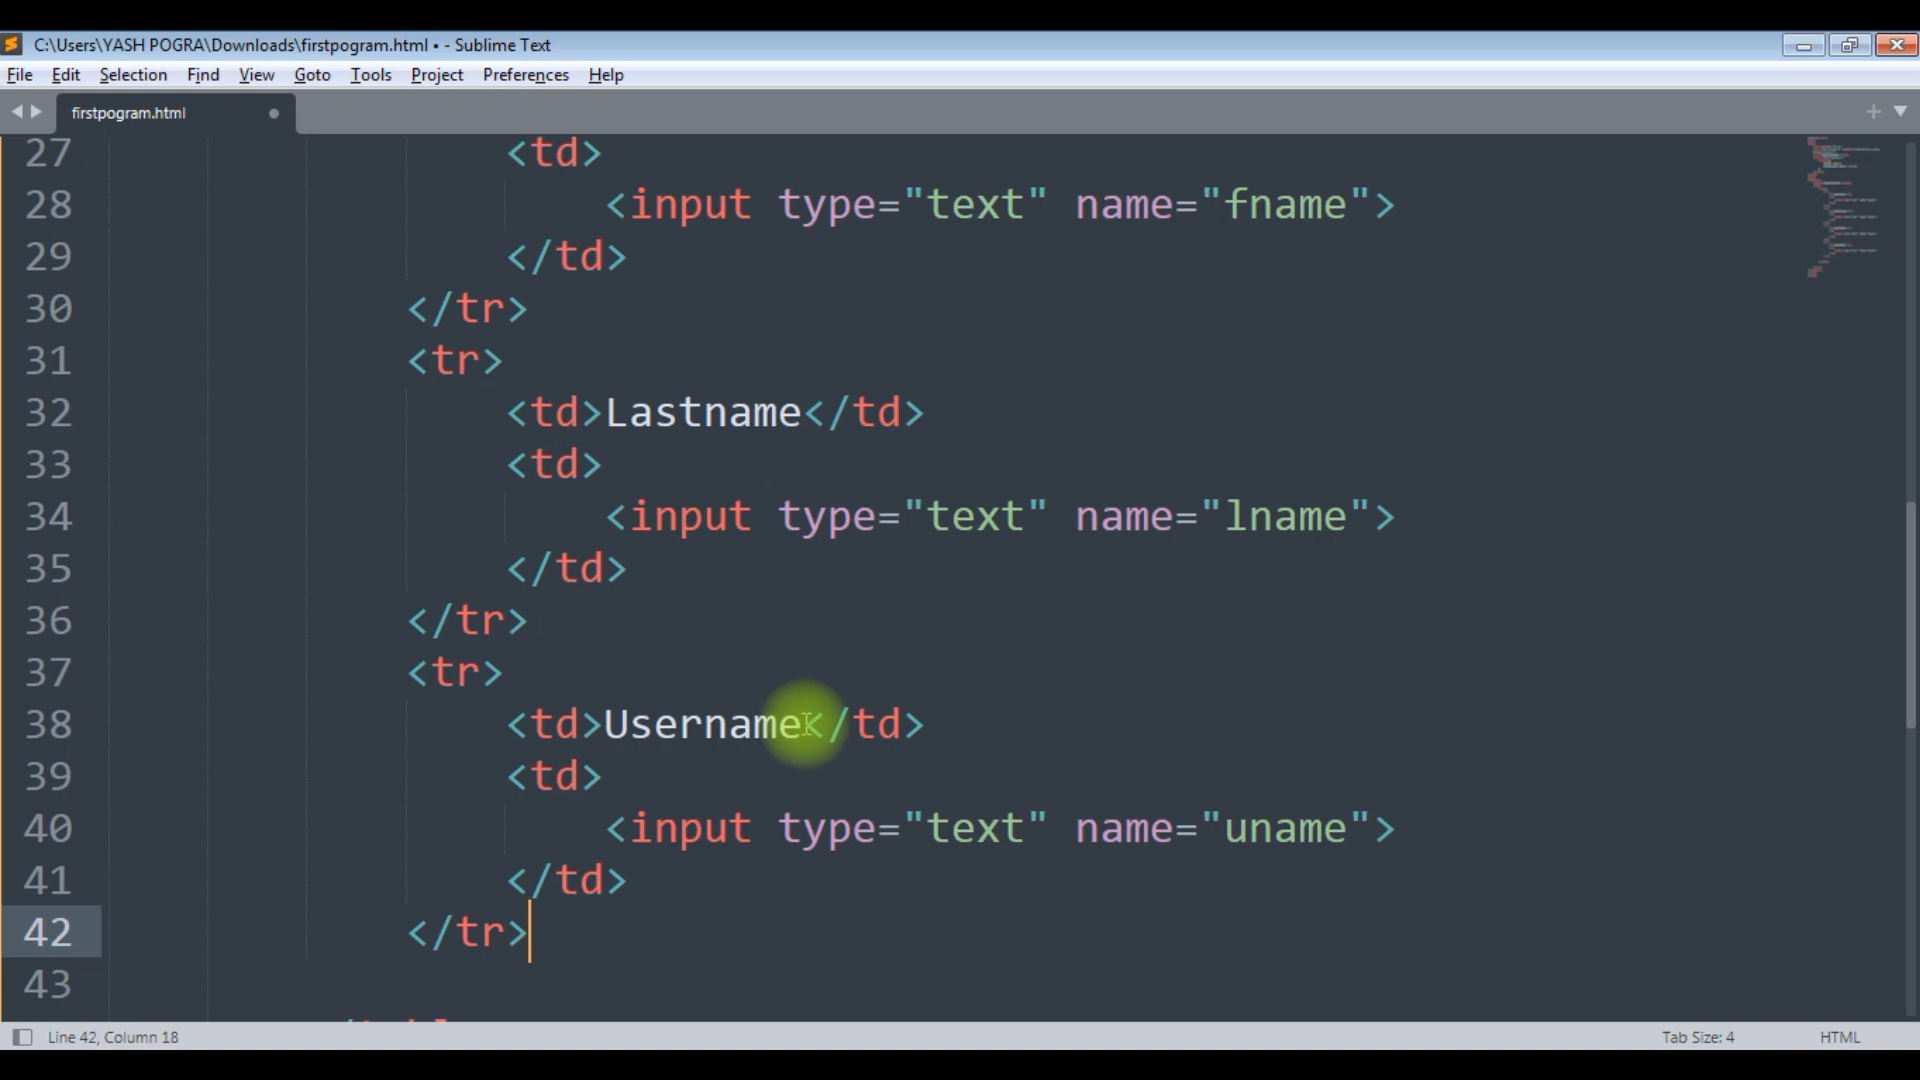 C:\Users\YASH POGRA\Downloads\firstpogram.html • - Sublime Text
File Edit Selection Find View Goto Tools Project Preferences Help
firstpogram.html
27 <td>
28 <input type="text" name="fname">
29 </td>
30 </tr>
31 <tr>
32 <td>Lastname</td>
33 <td>
34 <input type="text" name="lname">
35 </td>
36 </tr>
37 <tr>
38 <td>Username</td>
39 <td>
40 <input type="text" name="uname">
41 </td>
42 </tr>
43
Line 42, Column 18 Tab Size: 4 HTML